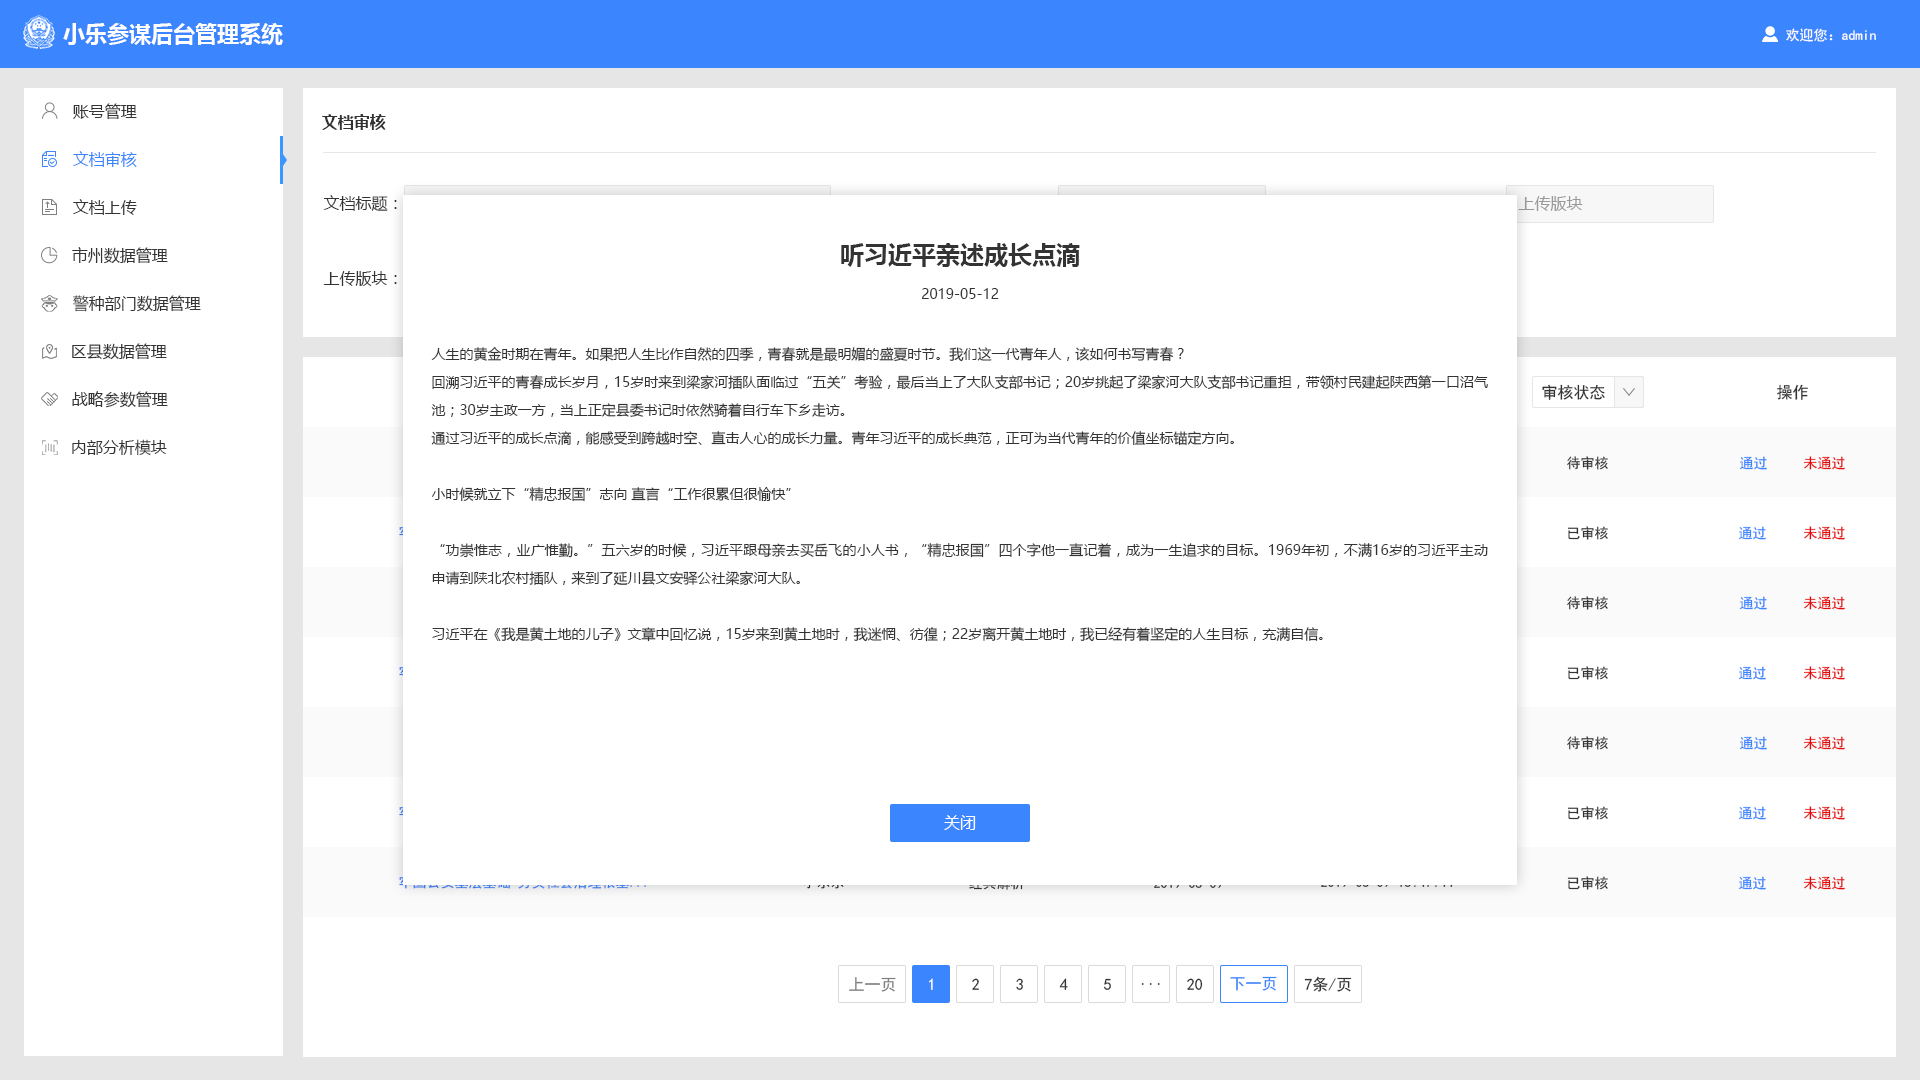 小乐参谋后台管理系统
欢迎您：admin
账号管理
文档审核
文档上传
市州数据管理
警种部门数据管理
区县数据管理
战略参数管理
内部分析模块
文档审核
文档标题：
上传版块
上传版块：
听习近平亲述成长点滴
2019-05-12
人生的黄金时期在青年。如果把人生比作自然的四季，青春就是最明媚的盛夏时节。我们这一代青年人，该如何书写青春？
回溯习近平的青春成长岁月，15岁时来到梁家河插队面临过“五关”考验，最后当上了大队支部书记；20岁挑起了梁家河大队支部书记重担，带领村民建起陕西第一口沼气
池；30岁主政一方，当上正定县委书记时依然骑着自行车下乡走访。
通过习近平的成长点滴，能感受到跨越时空、直击人心的成长力量。青年习近平的成长典范，正可为当代青年的价值坐标锚定方向。
小时候就立下“精忠报国”志向 直言“工作很累但很愉快”
“功崇惟志，业广惟勤。”五六岁的时候，习近平跟母亲去买岳飞的小人书，“精忠报国”四个字他一直记着，成为一生追求的目标。1969年初，不满16岁的习近平主动
申请到陕北农村插队，来到了延川县文安驿公社梁家河大队。
习近平在《我是黄土地的儿子》文章中回忆说，15岁来到黄土地时，我迷惘、彷徨；22岁离开黄土地时，我已经有着坚定的人生目标，充满自信。
关闭
审核状态 操作
待审核 通过 未通过
已审核 通过 未通过
待审核 通过 未通过
已审核 通过 未通过
待审核 通过 未通过
已审核 通过 未通过
已审核 通过 未通过
上一页 1 2 3 4 5 ··· 20 下一页 7条/页